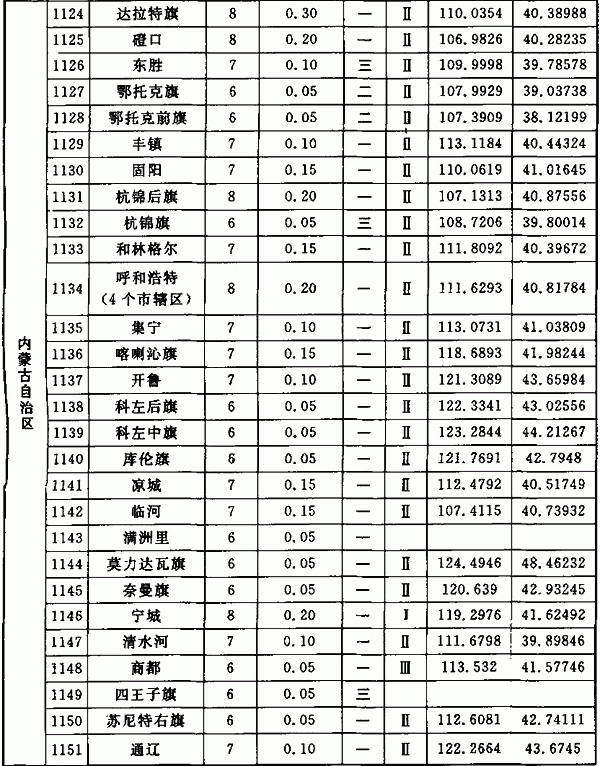 内蒙古自治区
1124 达拉特旗 8 0.30 一 Ⅱ 110.0354 40.38988
1125 磴口 8 0.20 一 Ⅱ 106.9826 40.28235
1126 东胜 7 0.10 三 Ⅱ 109.9998 39.78578
1127 鄂托克旗 6 0.05 二 Ⅱ 107.9929 39.03738
1128 鄂托克前旗 6 0.05 二 Ⅱ 107.3909 38.12199
1129 丰镇 7 0.10 一 Ⅱ 113.1184 40.44324
1130 固阳 7 0.15 一 Ⅱ 110.0619 41.01645
1131 杭锦后旗 8 0.20 一 Ⅱ 107.1313 40.87556
1132 杭锦旗 6 0.05 三 Ⅱ 108.7206 39.80014
1133 和林格尔 7 0.15 一 Ⅱ 111.8092 40.39672
1134 呼和浩特 8 0.20 一 Ⅱ 111.6293 40.81784
(4个市辖区)
1135 集宁 7 0.10 一 Ⅱ 113.0731 41.03809
1136 喀喇沁旗 7 0.15 一 Ⅱ 118.6893 41.98244
1137 开鲁 7 0.10 一 Ⅱ 121.3089 43.65984
1138 科左后旗 6 0.05 一 Ⅱ 122.3341 43.02556
1139 科左中旗 6 0.05 一 Ⅱ 123.2844 44.21267
1140 库伦旗 6 0.05 一 Ⅱ 121.7691 42.7948
1141 凉城 7 0.15 一 Ⅱ 112.4792 40.51749
1142 临河 7 0.15 一 Ⅱ 107.4115 40.73932
1143 满洲里 6 0.05 一
1144 莫力达瓦旗 6 0.05 一 Ⅱ 124.4946 48.46232
1145 奈曼旗 6 0.05 一 Ⅱ 120.639 42.93245
1146 宁城 8 0.20 一 Ⅰ 119.2976 41.62492
1147 清水河 7 0.10 一 Ⅱ 111.6798 39.89846
1148 商都 6 0.05 一 Ⅲ 113.532 41.57746
1149 四王子旗 6 0.05 三
1150 苏尼特右旗 6 0.05 一 Ⅱ 112.6081 42.74111
1151 通辽 7 0.10 一 Ⅱ 122.2664 43.6745